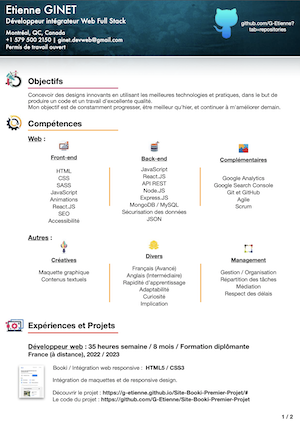 Etienne GINET
Développeur intégrateur Web Full Stack
Montréal, QC, Canada
+1 579 500 2150 | ginet.devweb@gmail.com
Permis de travail ouvert
github.com/G-Etienne?
tab=repositories
Objectifs
Concevoir des designs innovants en utilisant les meilleures technologies et pratiques, dans le but de
produire un code et un travail d'excellente qualité.
Mon objectif est de constamment progresser, être meilleur qu'hier, et continuer à m'améliorer demain.
Compétences
Web :
Front-end
HTML
CSS
SASS
JavaScript
Animations
React.JS
SEO
Accessibilité
Back-end
JavaScript
React.JS
API REST
Node.JS
Express.JS
MongoDB / MySQL
Sécurisation des données
JSON
Complémentaires
Google Analytics
Google Search Console
Git et GitHub
Agile
Scrum
Autres :
Créatives
Maquette graphique
Contenus textuels
Divers
Français (Avancé)
Anglais (Intermédiaire)
Rapidité d'apprentissage
Adaptabilité
Curiosité
Implication
Management
Gestion / Organisation
Répartition des tâches
Médiation
Respect des délais
Expériences et Projets
Développeur web : 35 heures semaine / 8 mois / Formation diplômante
France (à distance), 2022 / 2023
Booki / Intégration web responsive : HTML5 / CSS3
Intégration de maquettes et de responsive design.
Découvrir le projet : https://g-etienne.github.io/Site-Booki-Premier-Projet/#
Le code du projet : https://github.com/G-Etienne/Site-Booki-Premier-Projet
1 / 2